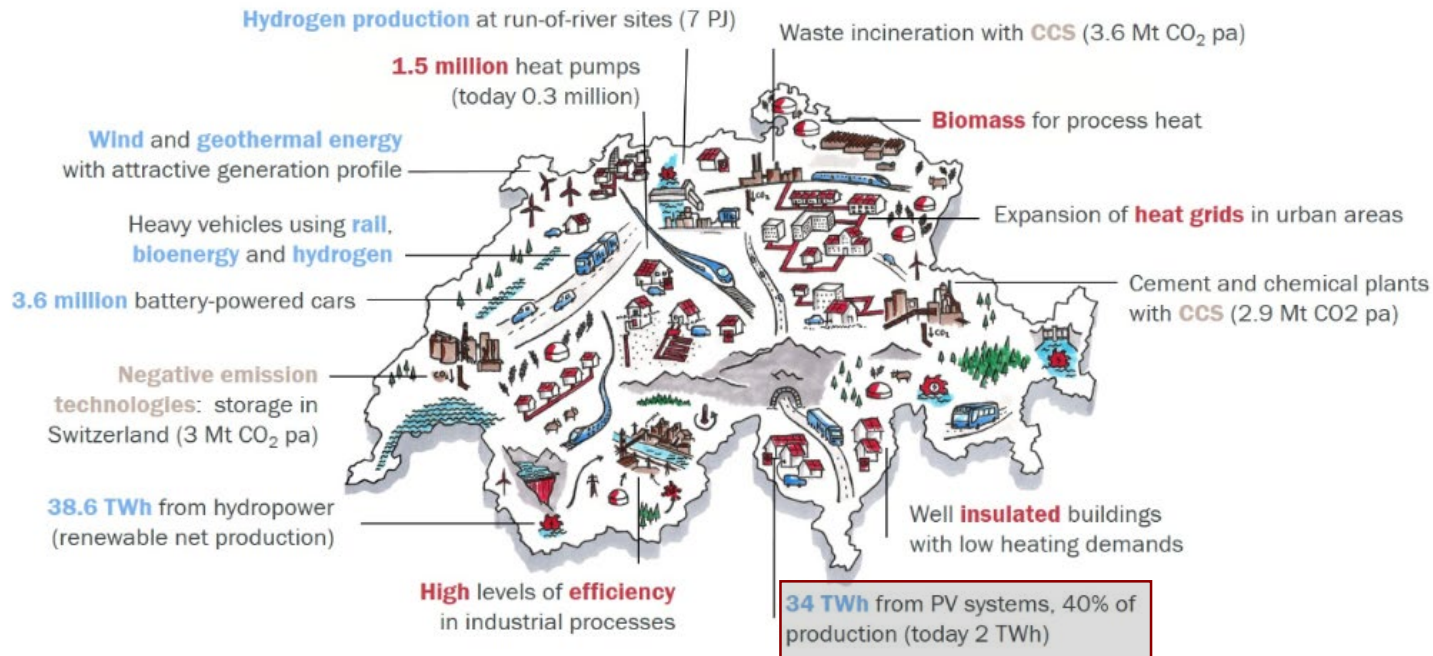 Hydrogen production at run-of-river sites (7 PJ)
Waste incineration with CCS (3.6 Mt CO₂ pa)
1.5 million heat pumps
(today 0.3 million)
Biomass for process heat
Wind and geothermal energy
with attractive generation profile
Expansion of heat grids in urban areas
Heavy vehicles using rail,
bioenergy and hydrogen
Cement and chemical plants
with CCS (2.9 Mt CO2 pa)
3.6 million battery-powered cars
Negative emission
technologies: storage in
Switzerland (3 Mt CO₂ pa)
38.6 TWh from hydropower
(renewable net production)
Well insulated buildings
with low heating demands
High levels of efficiency
in industrial processes
34 TWh from PV systems, 40% of
production (today 2 TWh)
CO₂
CO₂
CO₂